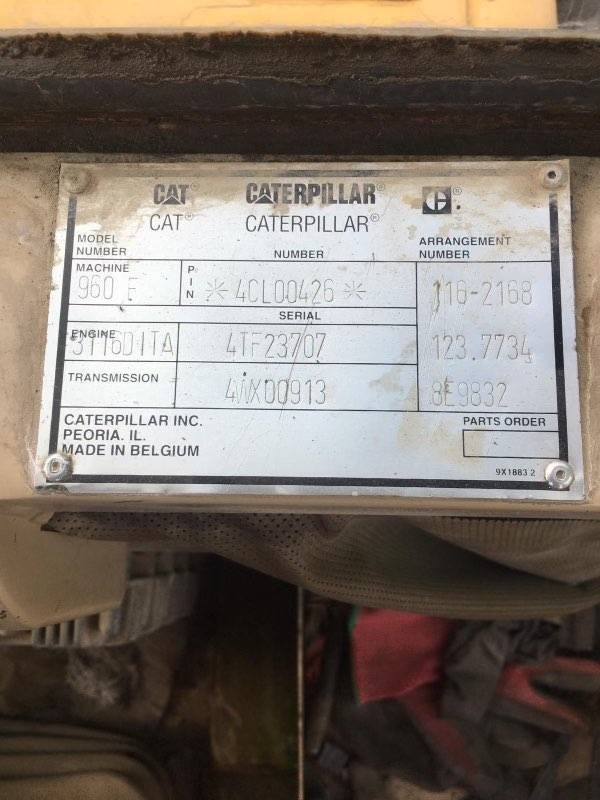 CAT® CATERPILLAR® C®.
CAT® CATERPILLAR®
MODEL NUMBER NUMBER ARRANGEMENT NUMBER
MACHINE 960 F PIN *4CL00426* 116-2168
SERIAL
ENGINE 3116DITA 4TF23707 123.7734
TRANSMISSION 4WX00913 8E9832
CATERPILLAR INC. PARTS ORDER
PEORIA. IL.
MADE IN BELGIUM
9X1883 2